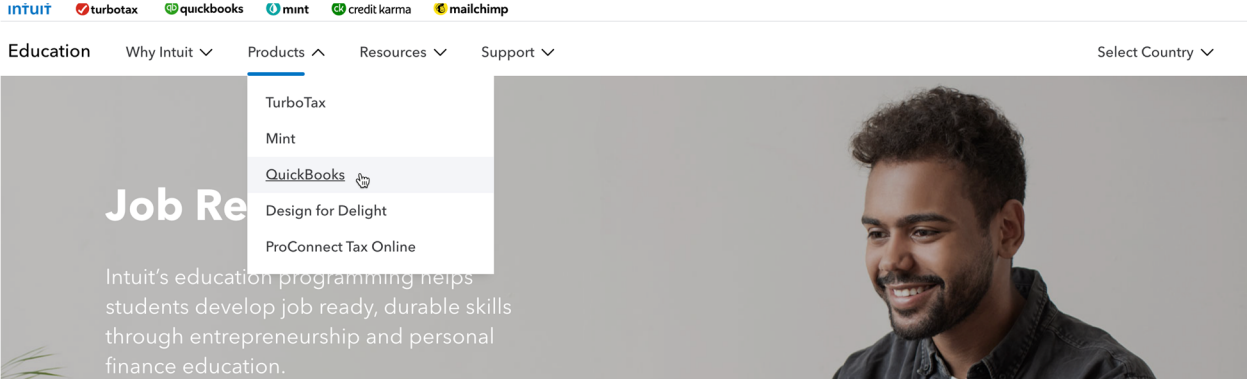 INTUIT turbotax quickbooks mint credit karma mailchimp
Education Why Intuit Products Resources Support Select Country
TurboTax
Mint
QuickBooks
Design for Delight
ProConnect Tax Online
Job Re
Intuit's education programming helps
students develop job ready, durable skills
through entrepreneurship and personal
finance education.